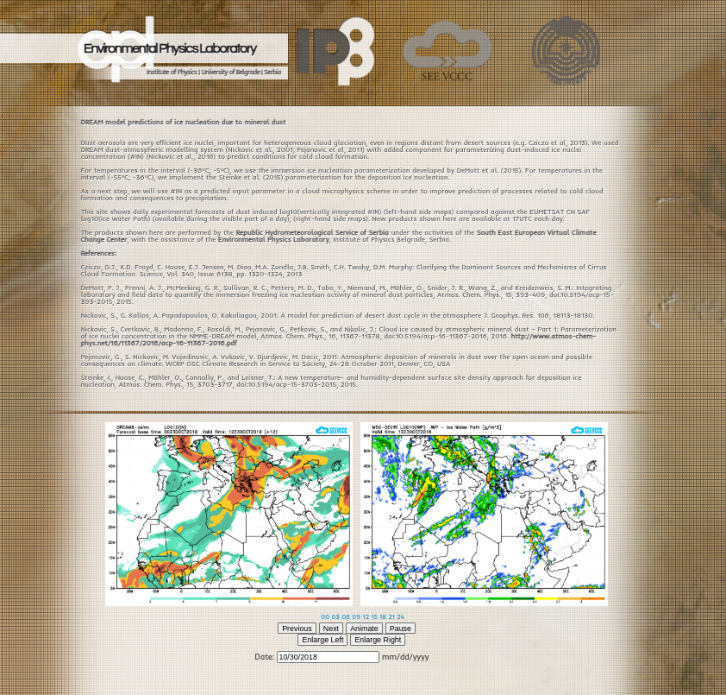 Environmental Physics Laboratory
Institute of Physics | University of Belgrade | Serbia
SEE VCCC
DREAM model predictions of ice nucleation due to mineral dust
Dust aerosols are very efficient ice nuclei, important for heterogeneous cloud glaciation, even in regions distant from desert sources (e.g. Cziczo et al, 2013). We used
DREAM dust-atmospheric modelling system (Nickovic et al., 2001; Pejanovic et al, 2011) with added component for parameterizing dust-induced ice nuclei
concentration (#IN) (Nickovic et al., 2016) to predict conditions for cold cloud formation.
For temperatures in the interval (-36°C; -5°C), we use the immersion ice nucleation parameterization developed by DeMott et al. (2015). For temperatures in the
interval (-55°C; -36°C), we implement the Steinke et al. (2015) parameterization for the deposition ice nucleation.
As a next step, we will use #IN as a predicted input parameter in a cloud microphysics scheme in order to improve prediction of processes related to cold cloud
formation and consequences to precipitation.
This site shows daily experimental forecasts of dust induced log10(vertically integrated #IN) (left-hand side maps) compared against the EUMETSAT CM SAF
log10(Ice Water Path) (available during the visible part of a day); (right-hand side maps). New products shown here are available at 17UTC each day.
The products shown here are performed by the Republic Hydrometeorological Service of Serbia under the activities of the South East European Virtual Climate
Change Center, with the assistance of the Environmental Physics Laboratory, Institute of Physics Belgrade, Serbia.
References:
Cziczo, D.J., K.D. Froyd, C. Hoose, E.J. Jensen, M. Diao, M.A. Zondlo, J.B. Smith, C.H. Twohy, D.M. Murphy: Clarifying the Dominant Sources and Mechanisms of Cirrus
Cloud Formation. Science, Vol. 340, Issue 6138, pp. 1320-1324, 2013
DeMott, P. J., Prenni, A. J., McMeeking, G. R., Sullivan, R. C., Petters, M. D., Tobo, Y., Niemand, M., Möhler, O., Snider, J. R., Wang, Z., and Kreidenweis, S. M.: Integrating
laboratory and field data to quantify the immersion freezing ice nucleation activity of mineral dust particles, Atmos. Chem. Phys., 15, 393-409, doi:10.5194/acp-15-
393-2015, 2015.
Nickovic, S., G. Kallos, A. Papadopoulos, O. Kakaliagou, 2001: A model for prediction of desert dust cycle in the atmosphere J. Geophys. Res. 106, 18113-18130.
Nickovic, S., Cvetkovic, B., Madonna, F., Rosoldi, M., Pejanovic, G., Petkovic, S., and Nikolic, J.: Cloud ice caused by atmospheric mineral dust – Part 1: Parameterization
of ice nuclei concentration in the NMME-DREAM model, Atmos. Chem. Phys., 16, 11367-11378, doi:10.5194/acp-16-11367-2016, 2016. http://www.atmos-chem-
phys.net/16/11367/2016/acp-16-11367-2016.pdf
Pejanovic, G., S. Nickovic, M. Vujadinovic, A. Vukovic, V. Djurdjevic, M. Dacic, 2011: Atmospheric deposition of minerals in dust over the open ocean and possible
consequences on climate. WCRP OSC Climate Research in Service to Society, 24-28 October 2011, Denver, CO, USA
Steinke, I., Hoose, C., Möhler, O., Connolly, P., and Leisner, T.: A new temperature- and humidity-dependent surface site density approach for deposition ice
nucleation, Atmos. Chem. Phys., 15, 3703-3717, doi:10.5194/acp-15-3703-2015, 2015.
00 03 06 09 12 15 18 21 24
Previous Next Animate Pause
Enlarge Left Enlarge Right
Date: 10/30/2018 mm/dd/yyyy